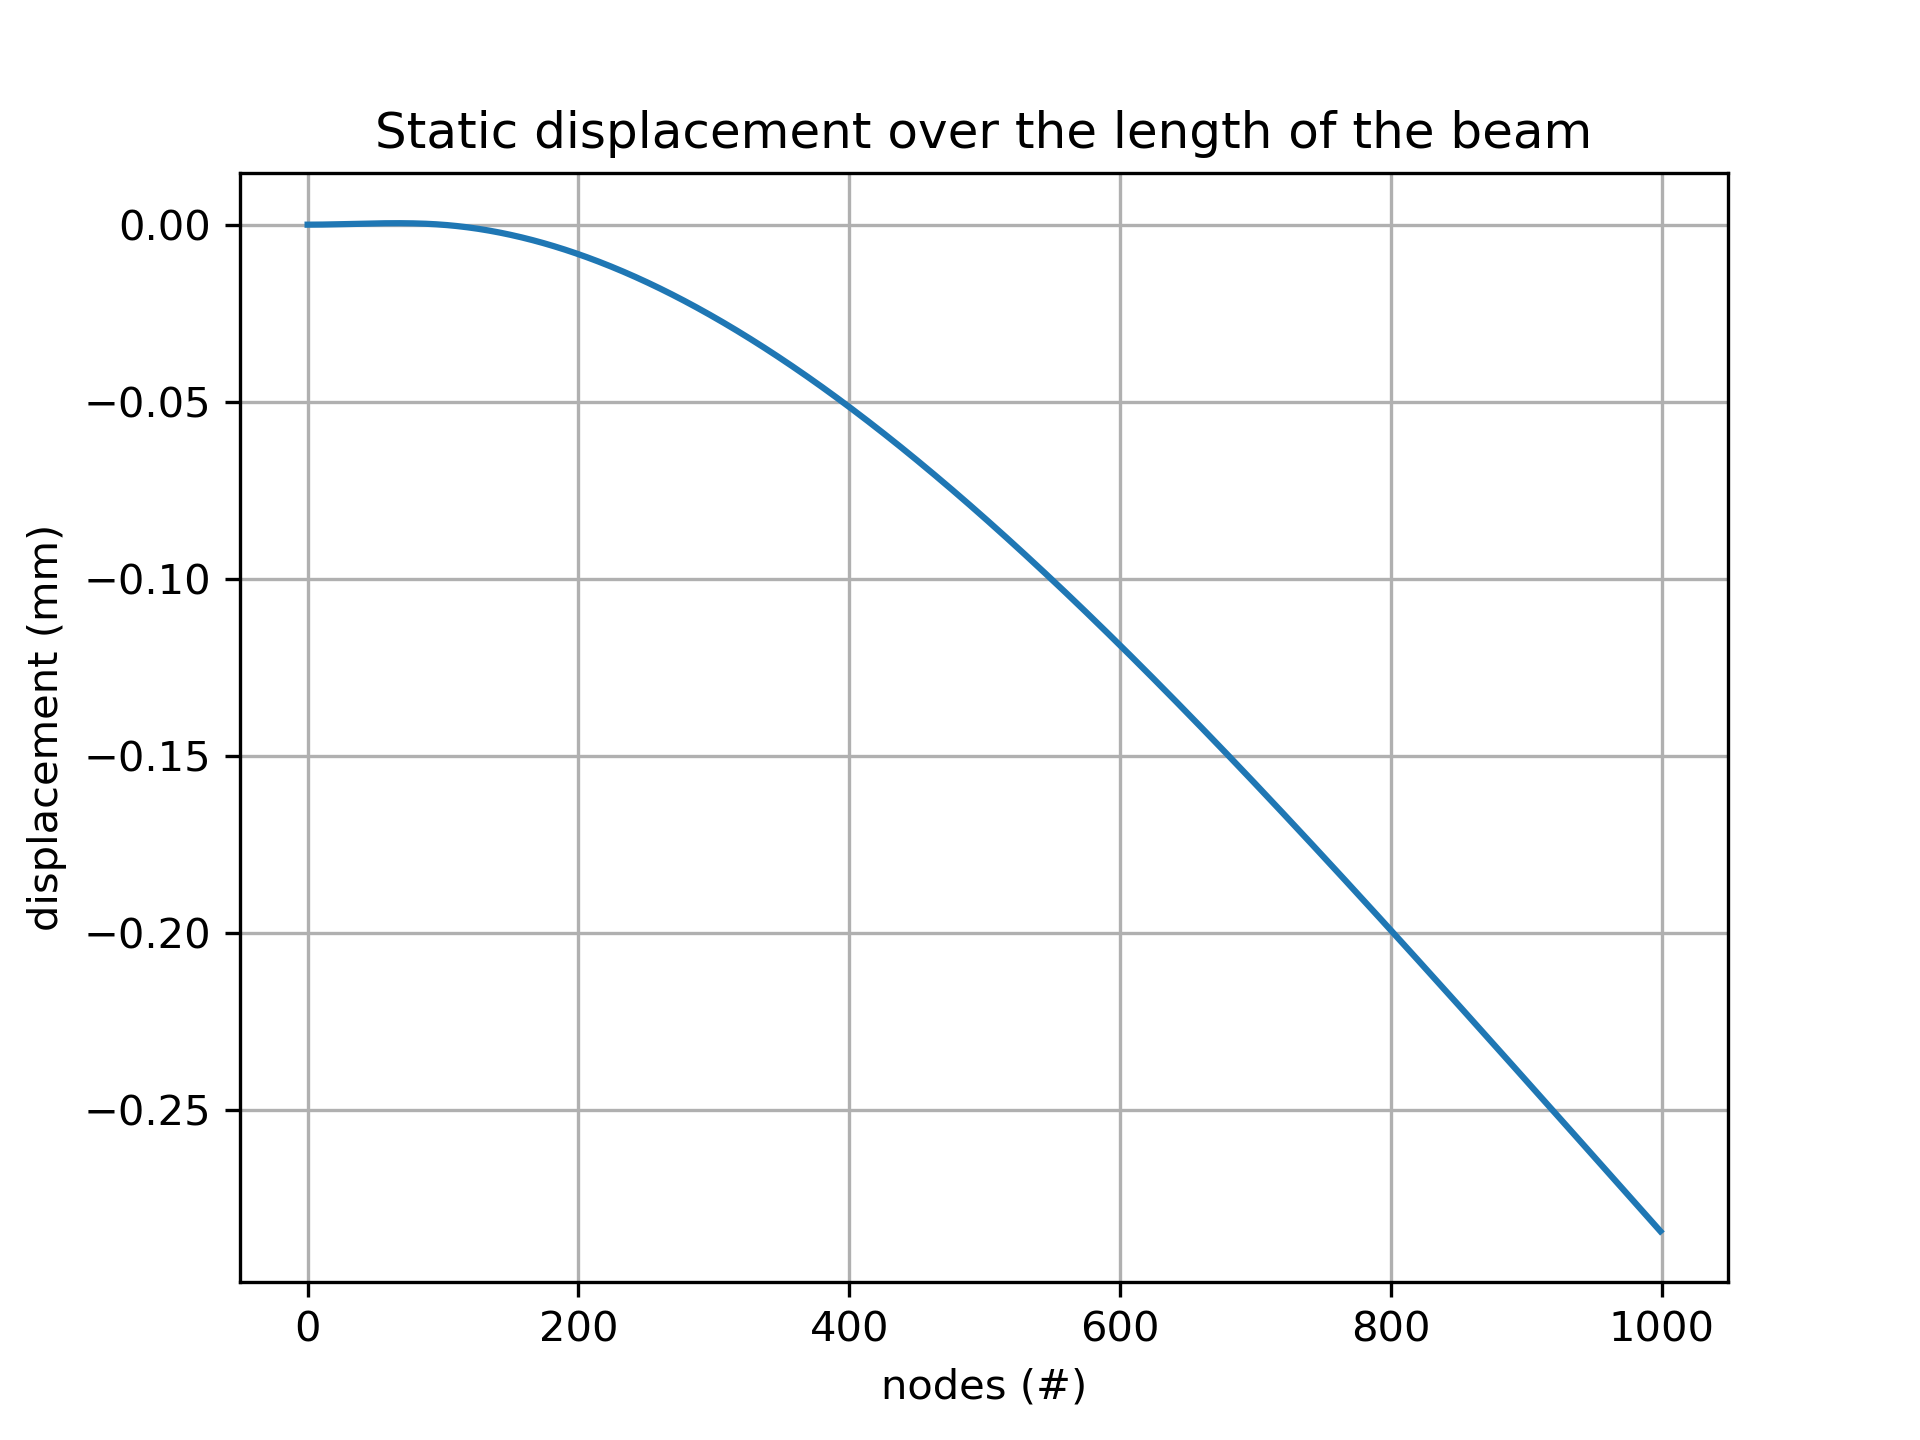 Static displacement over the length of the beam
0.00
−0.05
−0.10
−0.15
−0.20
−0.25
displacement (mm)
0 200 400 600 800 1000
nodes (#)